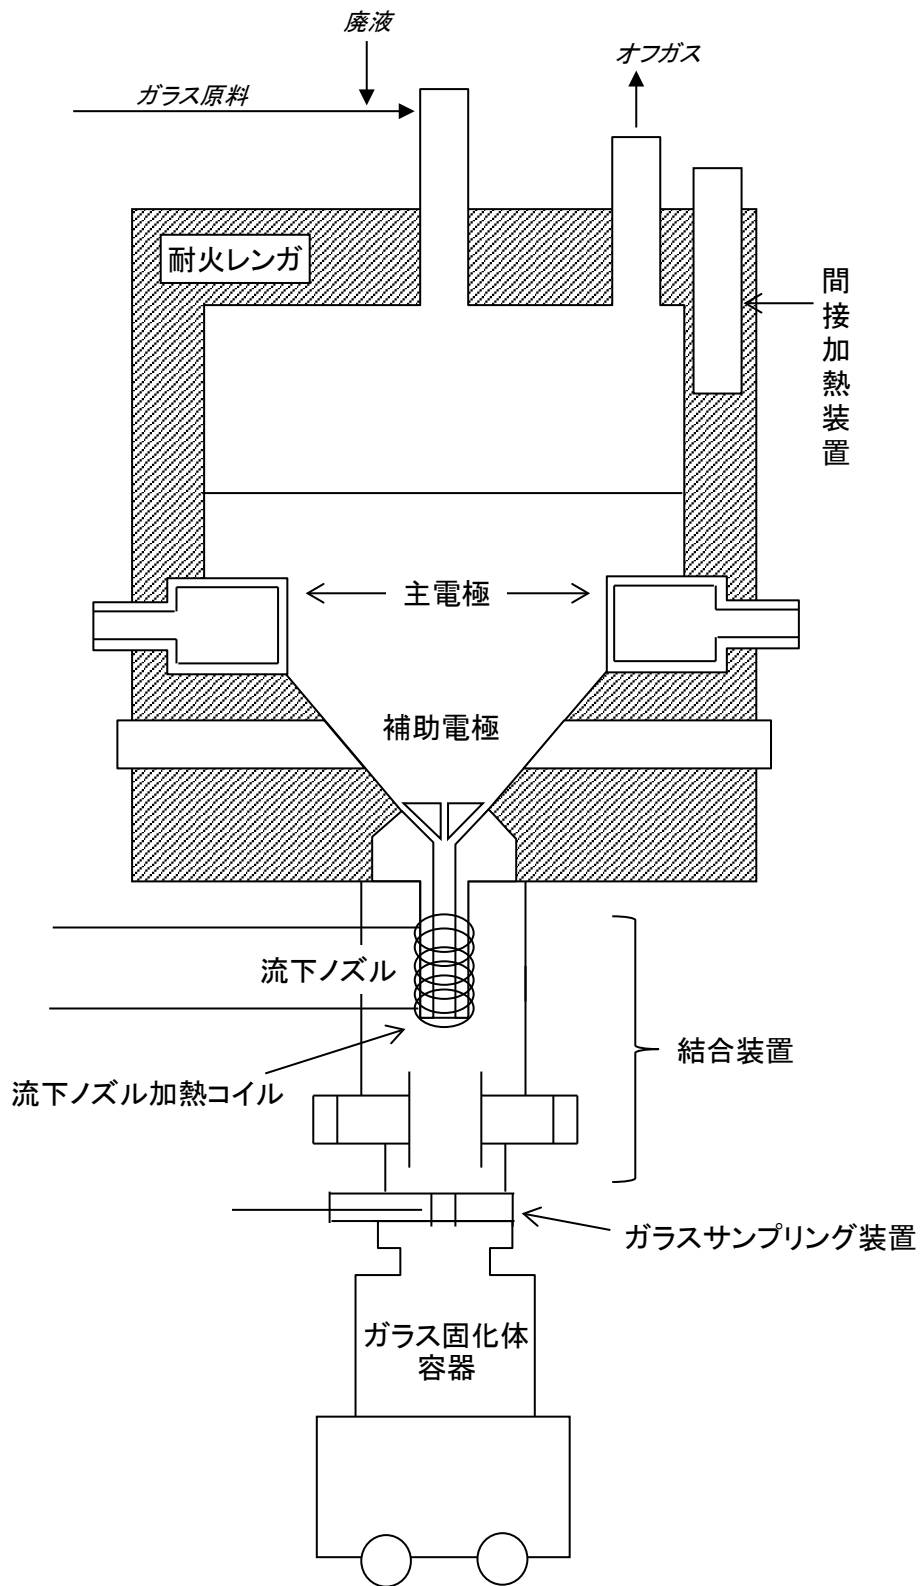 廃液
オフガス
ガラス原料
耐火レンガ
間接加熱装置
主電極
補助電極
流下ノズル
結合装置
流下ノズル加熱コイル
ガラスサンプリング装置
ガラス固化体
容器